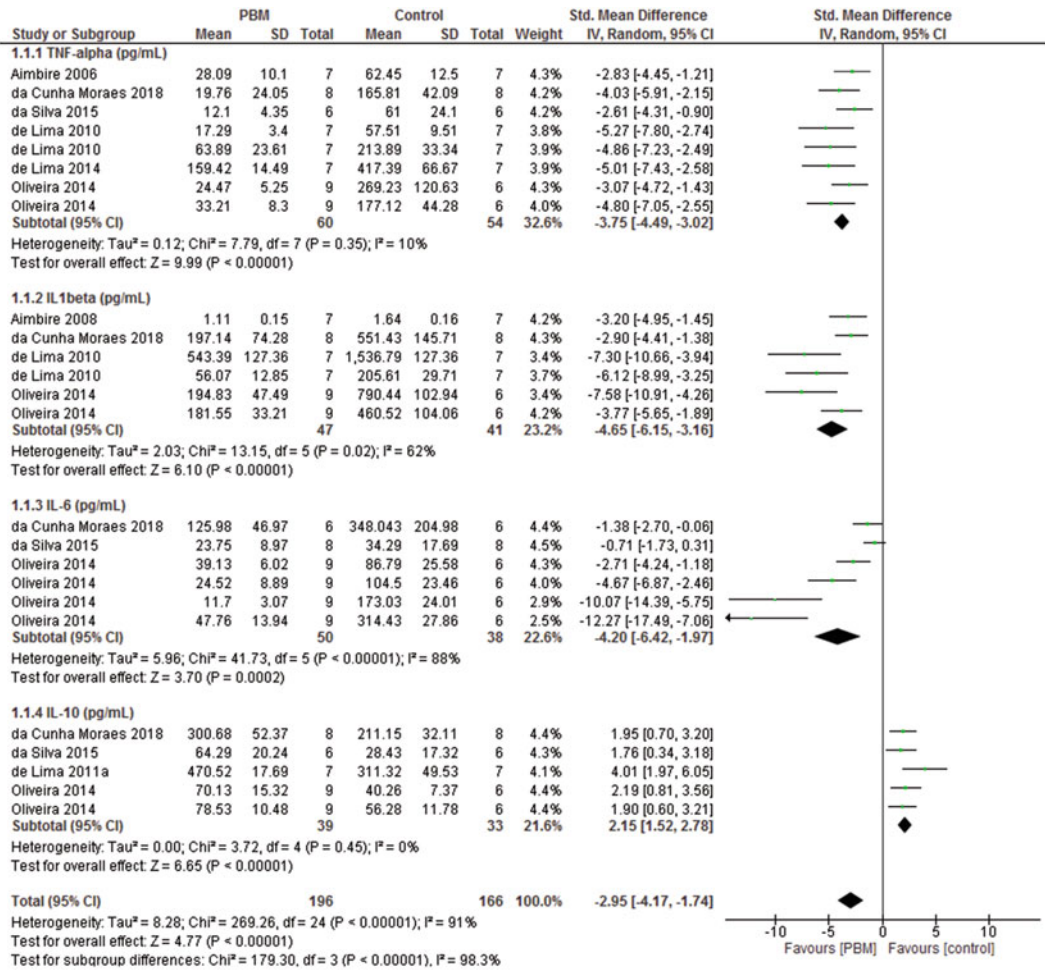 PBM Control Std. Mean Difference Std. Mean Difference
Study or Subgroup Mean SD Total Mean SD Total Weight IV, Random, 95% CI IV, Random, 95% CI
1.1.1 TNF-alpha (pg/mL)
Aimbire 2006 28.09 10.1 7 62.45 12.5 7 4.3% -2.83 [-4.45, -1.21]
da Cunha Moraes 2018 19.76 24.05 8 165.81 42.09 8 4.2% -4.03 [-5.91, -2.15]
da Silva 2015 12.1 4.35 6 61 24.1 6 4.2% -2.61 [-4.31, -0.90]
de Lima 2010 17.29 3.4 7 57.51 9.51 7 3.8% -5.27 [-7.80, -2.74]
de Lima 2010 63.89 23.61 7 213.89 33.34 7 3.9% -4.86 [-7.23, -2.49]
de Lima 2014 159.42 14.49 7 417.39 66.67 7 3.9% -5.01 [-7.43, -2.58]
Oliveira 2014 24.47 5.25 9 269.23 120.63 6 4.3% -3.07 [-4.72, -1.43]
Oliveira 2014 33.21 8.3 9 177.12 44.28 6 4.0% -4.80 [-7.05, -2.55]
Subtotal (95% CI) 60 54 32.6% -3.75 [-4.49, -3.02]
Heterogeneity: Tau² = 0.12; Chi² = 7.79, df = 7 (P = 0.35); I² = 10%
Test for overall effect: Z = 9.99 (P < 0.00001)
1.1.2 IL1beta (pg/mL)
Aimbire 2008 1.11 0.15 7 1.64 0.16 7 4.2% -3.20 [-4.95, -1.45]
da Cunha Moraes 2018 197.14 74.28 8 551.43 145.71 8 4.3% -2.90 [-4.41, -1.38]
de Lima 2010 543.39 127.36 7 1,536.79 127.36 7 3.4% -7.30 [-10.66, -3.94]
de Lima 2010 56.07 12.85 7 205.61 29.71 7 3.7% -6.12 [-8.99, -3.25]
Oliveira 2014 194.83 47.49 9 790.44 102.94 6 3.4% -7.58 [-10.91, -4.26]
Oliveira 2014 181.55 33.21 9 460.52 104.06 6 4.2% -3.77 [-5.65, -1.89]
Subtotal (95% CI) 47 41 23.2% -4.65 [-6.15, -3.16]
Heterogeneity: Tau² = 2.03; Chi² = 13.15, df = 5 (P = 0.02); I² = 62%
Test for overall effect: Z = 6.10 (P < 0.00001)
1.1.3 IL-6 (pg/mL)
da Cunha Moraes 2018 125.98 46.97 6 348.043 204.98 6 4.4% -1.38 [-2.70, -0.06]
da Silva 2015 23.75 8.97 8 34.29 17.69 8 4.5% -0.71 [-1.73, 0.31]
Oliveira 2014 39.13 6.02 9 86.79 25.58 6 4.3% -2.71 [-4.24, -1.18]
Oliveira 2014 24.52 8.89 9 104.5 23.46 6 4.0% -4.67 [-6.87, -2.46]
Oliveira 2014 11.7 3.07 9 173.03 24.01 6 2.9% -10.07 [-14.39, -5.75]
Oliveira 2014 47.76 13.94 9 314.43 27.86 6 2.5% -12.27 [-17.49, -7.06]
Subtotal (95% CI) 50 38 22.6% -4.20 [-6.42, -1.97]
Heterogeneity: Tau² = 5.96; Chi² = 41.73, df = 5 (P < 0.00001); I² = 88%
Test for overall effect: Z = 3.70 (P = 0.0002)
1.1.4 IL-10 (pg/mL)
da Cunha Moraes 2018 300.68 52.37 8 211.15 32.11 8 4.4% 1.95 [0.70, 3.20]
da Silva 2015 64.29 20.24 6 28.43 17.32 6 4.3% 1.76 [0.34, 3.18]
de Lima 2011a 470.52 17.69 7 311.32 49.53 7 4.1% 4.01 [1.97, 6.05]
Oliveira 2014 70.13 15.32 9 40.26 7.37 6 4.4% 2.19 [0.81, 3.56]
Oliveira 2014 78.53 10.48 9 56.28 11.78 6 4.4% 1.90 [0.60, 3.21]
Subtotal (95% CI) 39 33 21.6% 2.15 [1.52, 2.78]
Heterogeneity: Tau² = 0.00; Chi² = 3.72, df = 4 (P = 0.45); I² = 0%
Test for overall effect: Z = 6.65 (P < 0.00001)
Total (95% CI) 196 166 100.0% -2.95 [-4.17, -1.74]
Heterogeneity: Tau² = 8.28; Chi² = 269.26, df = 24 (P < 0.00001); I² = 91%
Test for overall effect: Z = 4.77 (P < 0.00001)
Test for subgroup differences: Chi² = 179.30, df = 3 (P < 0.00001), I² = 98.3%
-10 -5 0 5 10
Favours [PBM] Favours [control]